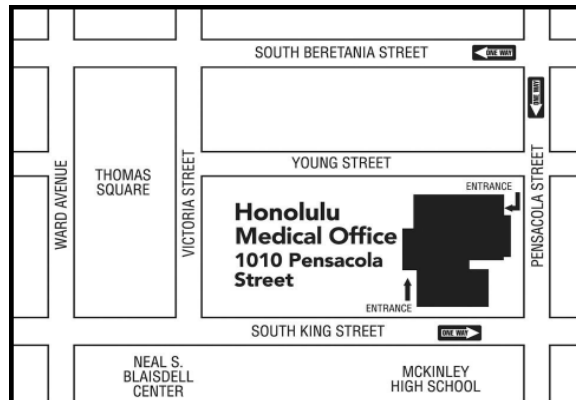 SOUTH BERETANIA STREET
ONE WAY
ONE WAY
YOUNG STREET
WARD AVENUE
THOMAS
SQUARE
VICTORIA STREET
PENSACOLA STREET
ENTRANCE
Honolulu
Medical Office
1010 Pensacola
Street
ENTRANCE
SOUTH KING STREET
ONE WAY
NEAL S.
BLAISDELL
CENTER
MCKINLEY
HIGH SCHOOL